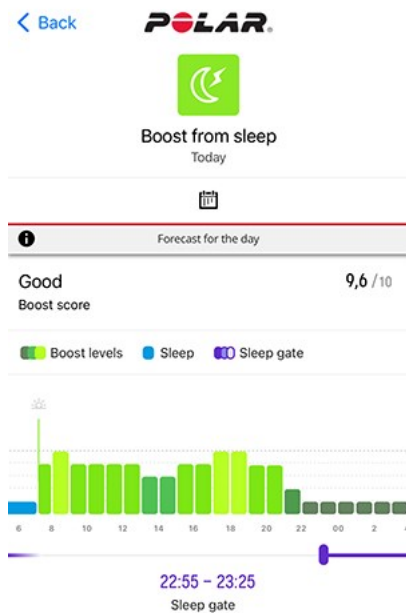 Back
POLAR
Boost from sleep
Today
Forecast for the day
Good
9,6 /10
Boost score
Boost levels Sleep Sleep gate
6 8 10 12 14 16 18 20 22 00 2
22:55 – 23:25
Sleep gate